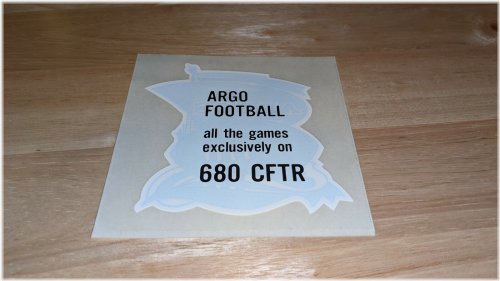 ARGO
FOOTBALL
all the games
exclusively on
680 CFTR